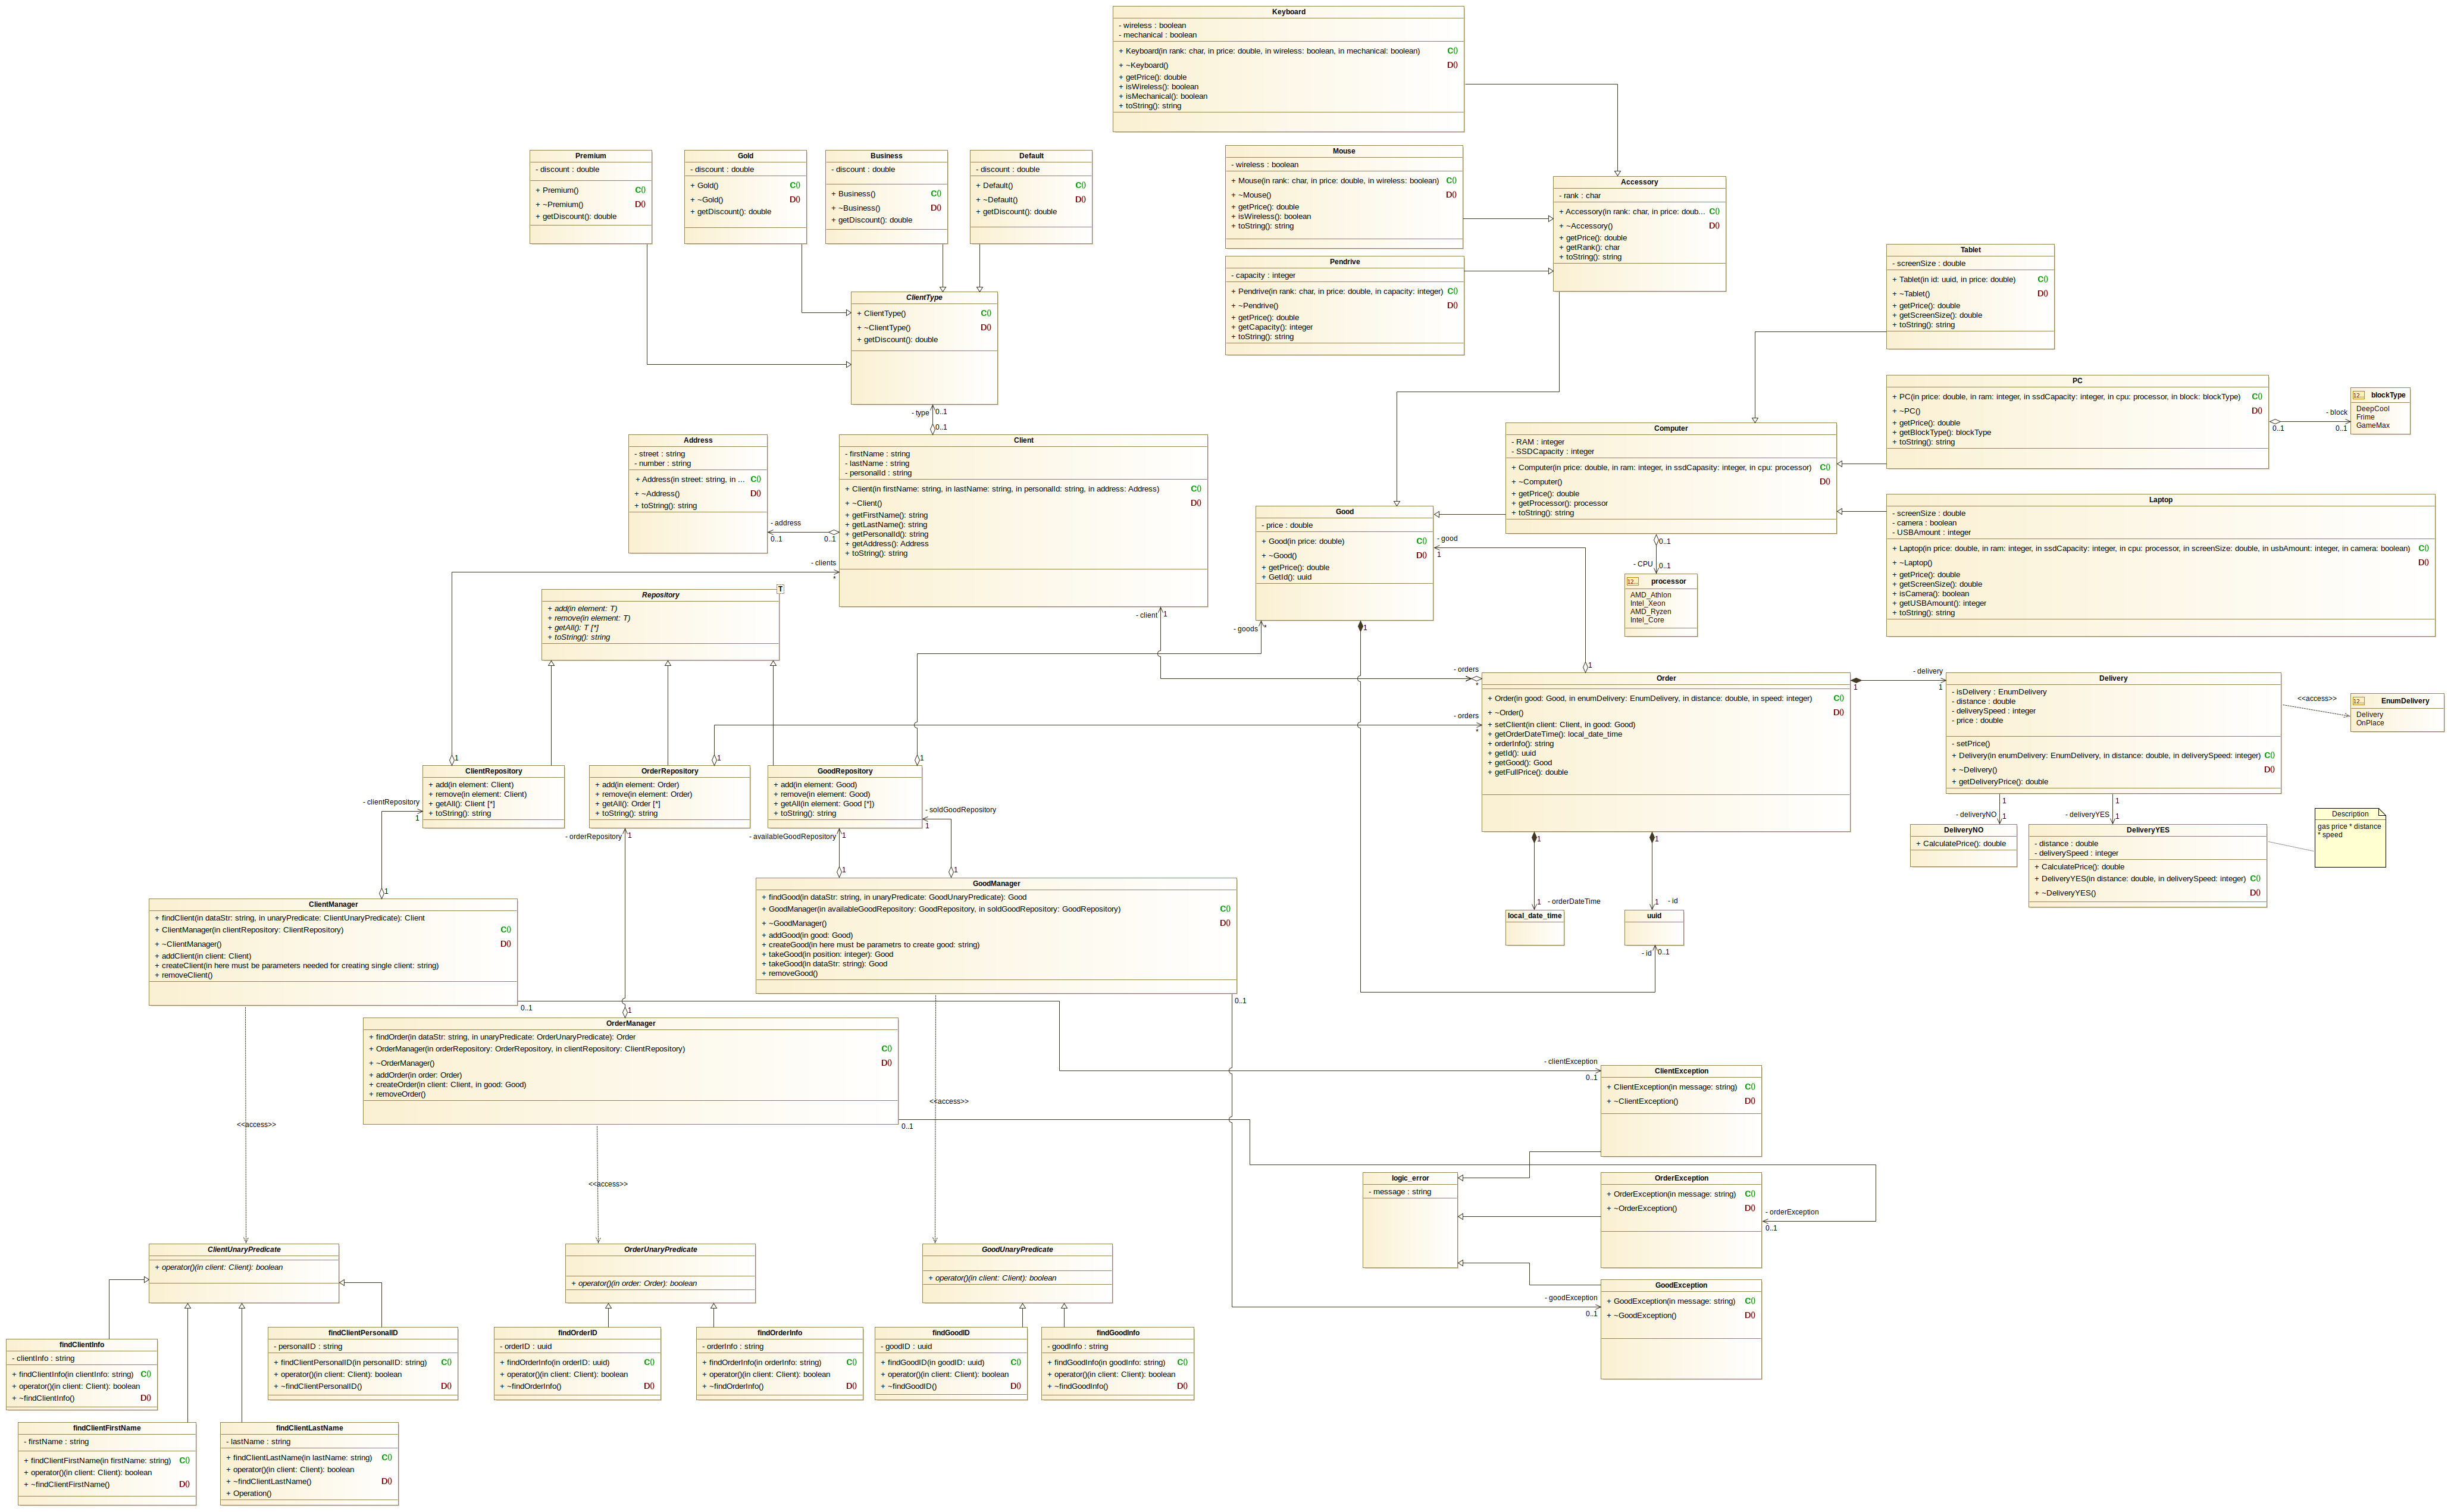 Keyboard
- wireless : boolean
- mechanical : boolean
+ Keyboard(in rank: char, in price: double, in wireless: boolean, in mechanical: boolean) C()
+ ~Keyboard() D()
+ getPrice(): double
+ isWireless(): boolean
+ isMechanical(): boolean
+ toString(): string
Premium
- discount : double
+ Premium() C()
+ ~Premium() D()
+ getDiscount(): double
Gold
- discount : double
+ Gold() C()
+ ~Gold() D()
+ getDiscount(): double
Business
- discount : double
+ Business() C()
+ ~Business() D()
+ getDiscount(): double
Default
- discount : double
+ Default() C()
+ ~Default() D()
+ getDiscount(): double
Mouse
- wireless : boolean
+ Mouse(in rank: char, in price: double, in wireless: boolean) C()
+ ~Mouse() D()
+ getPrice(): double
+ isWireless(): boolean
+ toString(): string
Accessory
- rank : char
+ Accessory(in rank: char, in price: doub... C()
+ ~Accessory() D()
+ getPrice(): double
+ getRank(): char
+ toString(): string
Pendrive
- capacity : integer
+ Pendrive(in rank: char, in price: double, in capacity: integer) C()
+ ~Pendrive() D()
+ getPrice(): double
+ getCapacity(): integer
+ toString(): string
Tablet
- screenSize : double
+ Tablet(in id: uuid, in price: double) C()
+ ~Tablet() D()
+ getPrice(): double
+ getScreenSize(): double
+ toString(): string
ClientType
+ ClientType() C()
+ ~ClientType() D()
+ getDiscount(): double
- type 0..1
0..1
PC
+ PC(in price: double, in ram: integer, in ssdCapacity: integer, in cpu: processor, in block: blockType) C()
+ ~PC() D()
+ getPrice(): double
+ getBlockType(): blockType
+ toString(): string
0..1
- block
0..1
12.. blockType
DeepCool
Frime
GameMax
Address
- street : string
- number : string
+ Address(in street: string, in ... C()
+ ~Address() D()
+ toString(): string
- address
0..1
0..1
Client
- firstName : string
- lastName : string
- personalId : string
+ Client(in firstName: string, in lastName: string, in personalId: string, in address: Address) C()
+ ~Client() D()
+ getFirstName(): string
+ getLastName(): string
+ getPersonalId(): string
+ getAddress(): Address
+ toString(): string
- clients
*
- client 1
Computer
- RAM : integer
- SSDCapacity : integer
+ Computer(in price: double, in ram: integer, in ssdCapasity: integer, in cpu: processor) C()
+ ~Computer() D()
+ getPrice(): double
+ getProcessor(): processor
+ toString(): string
0..1
- CPU 0..1
12.. processor
AMD_Athlon
Intel_Xeon
AMD_Ryzen
Intel_Core
Laptop
- screenSize : double
- camera : boolean
- USBAmount : integer
+ Laptop(in price: double, in ram: integer, in ssdCapacity: integer, in cpu: processor, in screenSize: double, in usbAmount: integer, in camera: boolean) C()
+ ~Laptop() D()
+ getPrice(): double
+ getScreenSize(): double
+ isCamera(): boolean
+ getUSBAmount(): integer
+ toString(): string
Good
- price : double
+ Good(in price: double) C()
+ ~Good() D()
+ getPrice(): double
+ GetId(): uuid
- good
1
- goods *
1
Repository T
+ add(in element: T)
+ remove(in element: T)
+ getAll(): T [*]
+ toString(): string
Order
+ Order(in good: Good, in enumDelivery: EnumDelivery, in distance: double, in speed: integer) C()
+ ~Order() D()
+ setClient(in client: Client, in good: Good)
+ getOrderDateTime(): local_date_time
+ orderInfo(): string
+ getId(): uuid
+ getGood(): Good
+ getFullPrice(): double
1
- orders
*
- orders
*
1
- delivery
1
Delivery
- isDelivery : EnumDelivery
- distance : double
- deliverySpeed : integer
- price : double
- setPrice()
+ Delivery(in enumDelivery: EnumDelivery, in distance: double, in deliverySpeed: integer) C()
+ ~Delivery() D()
+ getDeliveryPrice(): double
<<access>>
12.. EnumDelivery
Delivery
OnPlace
1
- deliveryNO 1
1
- deliveryYES 1
DeliveryNO
+ CalculatePrice(): double
DeliveryYES
- distance : double
- deliverySpeed : integer
+ CalculatePrice(): double
+ DeliveryYES(in distance: double, in deliverySpeed: integer) C()
+ ~DeliveryYES() D()
Description
gas price * distance
* speed
1
1
1
ClientRepository
+ add(in element: Client)
+ remove(in element: Client)
+ getAll(): Client [*]
+ toString(): string
- clientRepository
1
OrderRepository
+ add(in element: Order)
+ remove(in element: Order)
+ getAll(): Order [*]
+ toString(): string
- orderRepository 1
GoodRepository
+ add(in element: Good)
+ remove(in element: Good)
+ getAll(in element: Good [*])
+ toString(): string
- soldGoodRepository
1
- availableGoodRepository 1
1
1
1
1
1 - orderDateTime
local_date_time
1
1 - id
uuid
- id 0..1
ClientManager
+ findClient(in dataStr: string, in unaryPredicate: ClientUnaryPredicate): Client
+ ClientManager(in clientRepository: ClientRepository) C()
+ ~ClientManager() D()
+ addClient(in client: Client)
+ createClient(in here must be parameters needed for creating single client: string)
+ removeClient()
0..1
GoodManager
+ findGood(in dataStr: string, in unaryPredicate: GoodUnaryPredicate): Good
+ GoodManager(in availableGoodRepository: GoodRepository, in soldGoodRepository: GoodRepository) C()
+ ~GoodManager() D()
+ addGood(in good: Good)
+ createGood(in here must be parametrs to create good: string)
+ takeGood(in position: integer): Good
+ takeGood(in dataStr: string): Good
+ removeGood()
0..1
1
OrderManager
+ findOrder(in dataStr: string, in unaryPredicate: OrderUnaryPredicate): Order
+ OrderManager(in orderRepository: OrderRepository, in clientRepository: ClientRepository) C()
+ ~OrderManager() D()
+ addOrder(in order: Order)
+ createOrder(in client: Client, in good: Good)
+ removeOrder()
0..1
<<access>>
<<access>>
<<access>>
- clientException
0..1
ClientException
+ ClientException(in message: string) C()
+ ~ClientException() D()
logic_error
- message : string
OrderException
+ OrderException(in message: string) C()
+ ~OrderException() D()
- orderException
0..1
GoodException
+ GoodException(in message: string) C()
+ ~GoodException() D()
- goodException
0..1
ClientUnaryPredicate
+ operator()(in client: Client): boolean
OrderUnaryPredicate
+ operator()(in order: Order): boolean
GoodUnaryPredicate
+ operator()(in client: Client): boolean
findClientInfo
- clientInfo : string
+ findClientInfo(in clientInfo: string) C()
+ operator()(in client: Client): boolean
+ ~findClientInfo() D()
findClientPersonalID
- personalID : string
+ findClientPersonalID(in personalID: string) C()
+ operator()(in client: Client): boolean
+ ~findClientPersonalID() D()
findOrderID
- orderID : uuid
+ findOrderInfo(in orderID: uuid) C()
+ operator()(in client: Client): boolean
+ ~findOrderInfo() D()
findOrderInfo
- orderInfo : string
+ findOrderInfo(in orderInfo: string) C()
+ operator()(in client: Client): boolean
+ ~findOrderInfo() D()
findGoodID
- goodID : uuid
+ findGoodID(in goodID: uuid) C()
+ operator()(in client: Client): boolean
+ ~findGoodID() D()
findGoodInfo
- goodInfo : string
+ findGoodInfo(in goodInfo: string) C()
+ operator()(in client: Client): boolean
+ ~findGoodInfo() D()
findClientFirstName
- firstName : string
+ findClientFirstName(in firstName: string) C()
+ operator()(in client: Client): boolean
+ ~findClientFirstName() D()
findClientLastName
- lastName : string
+ findClientLastName(in lastName: string) C()
+ operator()(in client: Client): boolean
+ ~findClientLastName() D()
+ Operation()